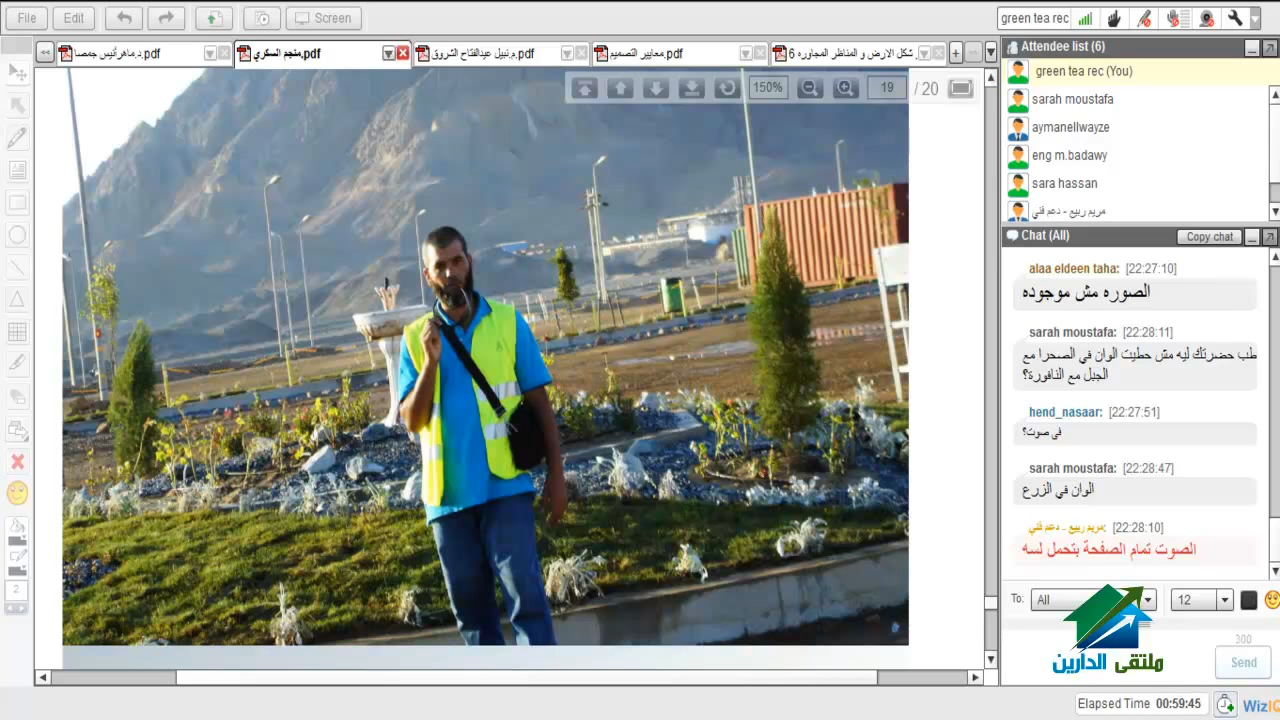 File
Edit
Screen
green tea rec
د.ماهرأنيس جمصا.pdf
منجم السكري.pdf
م.نبيل عبدالفتاح الشروق.pdf
معايير التصميم.pdf
شكل الارض و المناظر المجاوره 6
150%
19 / 20
Attendee list (6)
green tea rec (You)
sarah moustafa
aymanellwayze
eng m.badawy
sara hassan
مريم ربيع - دعم فني
Chat (All)
Copy chat
alaa eldeen taha: [22:27:10]
الصوره مش موجوده
sarah moustafa: [22:28:11]
طب حضرتك ليه مش حطيت الوان في الصحرا مع
الجبل مع النافورة؟
hend_nasaar: [22:27:51]
فى صوت؟
sarah moustafa: [22:28:47]
الوان في الزرع
مريم ربيع - دعم فني: [22:28:10]
الصوت تمام الصفحة بتحمل لسه
To: All
12
ملتقى الدارين
300
Send
2
Elapsed Time 00:59:45
WizIQ